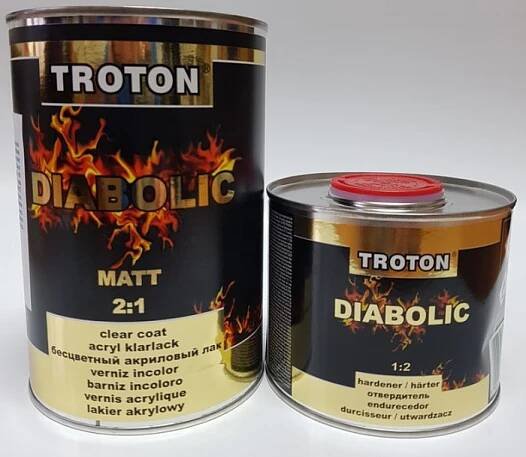 TROTON®
DIABOLIC
MATT
2:1
clear coat
acryl klarlack
бесцветный акриловый лак
verniz incolor
barniz incoloro
vernis acrylique
lakier akrylowy
TROTON
DIABOLIC
1:2
hardener / härter
отвердитель
endurecedor
durcisseur / utwardzacz